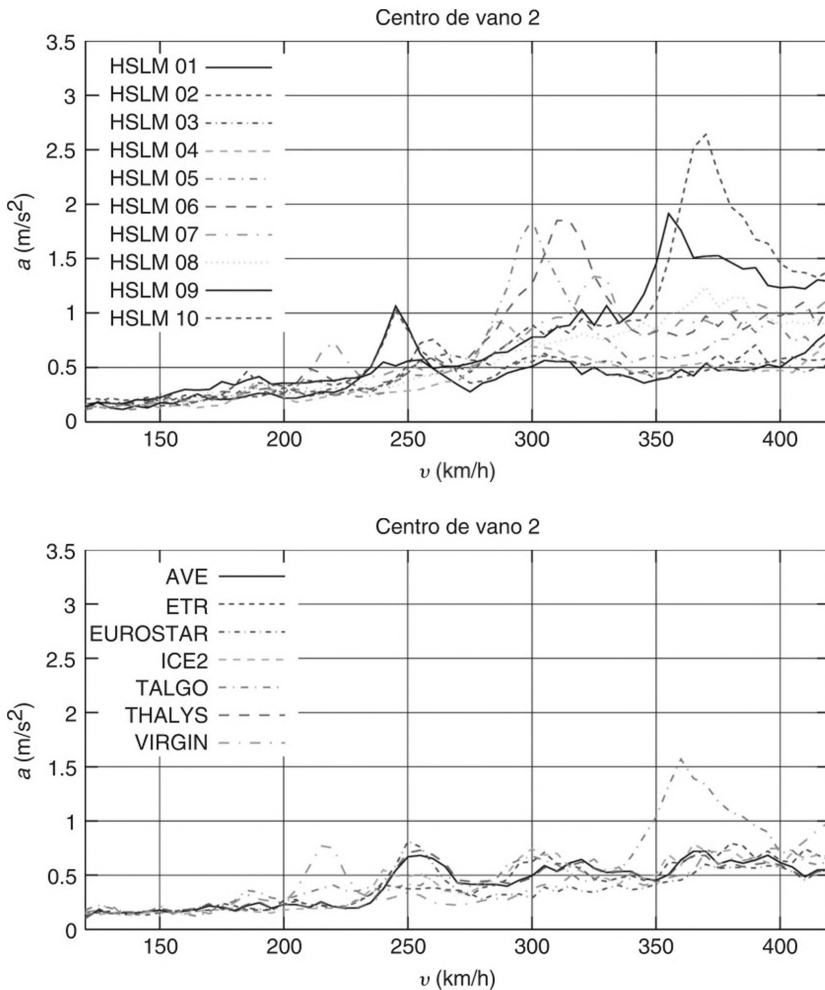 Centro de vano 2
3.5
3
2.5
2
1.5
1
0.5
0
a (m/s²)
HSLM 01
HSLM 02
HSLM 03
HSLM 04
HSLM 05
HSLM 06
HSLM 07
HSLM 08
HSLM 09
HSLM 10
150 200 250 300 350 400
υ (km/h)
Centro de vano 2
3.5
3
2.5
2
1.5
1
0.5
0
a (m/s²)
AVE
ETR
EUROSTAR
ICE2
TALGO
THALYS
VIRGIN
150 200 250 300 350 400
υ (km/h)